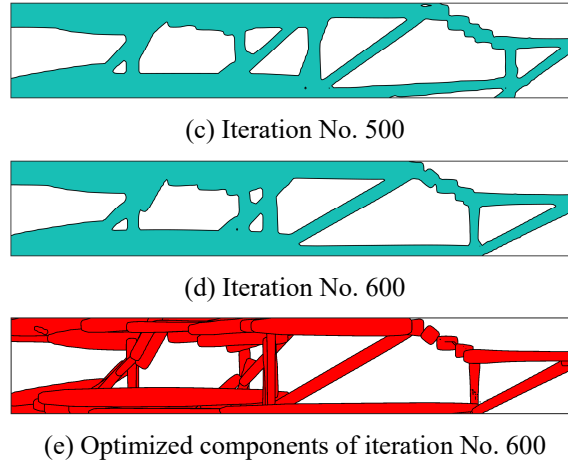 (c) Iteration No. 500
(d) Iteration No. 600
(e) Optimized components of iteration No. 600